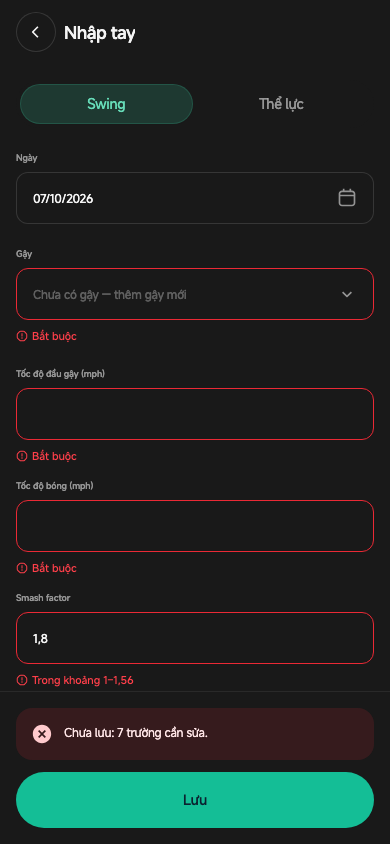 Nhập tay
Swing
Thể lực
Ngày
07/10/2026
Gậy
Chưa có gậy — thêm gậy mới
Bắt buộc
Tốc độ đầu gậy (mph)
Bắt buộc
Tốc độ bóng (mph)
Bắt buộc
Smash factor
1,8
Trong khoảng 1–1,56
Chưa lưu: 7 trường cần sửa.
Lưu